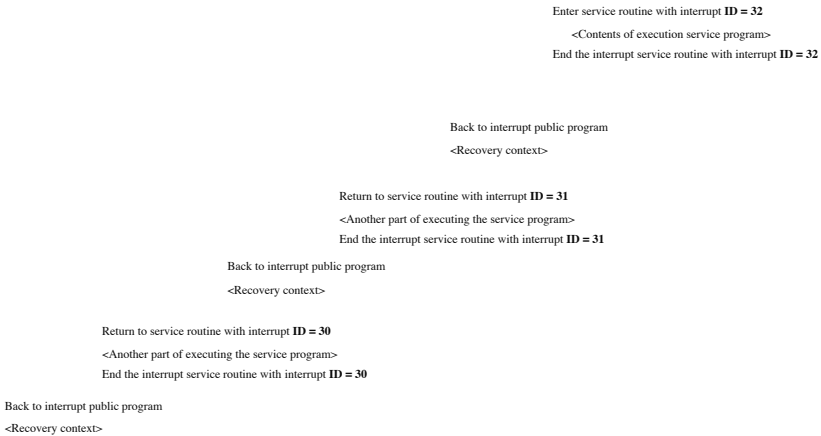 Enter service routine with interrupt ID = 32
<Contents of execution service program>
End the interrupt service routine with interrupt ID = 32
Back to interrupt public program
<Recovery context>
Return to service routine with interrupt ID = 31
<Another part of executing the service program>
End the interrupt service routine with interrupt ID = 31
Back to interrupt public program
<Recovery context>
Return to service routine with interrupt ID = 30
<Another part of executing the service program>
End the interrupt service routine with interrupt ID = 30
Back to interrupt public program
<Recovery context>